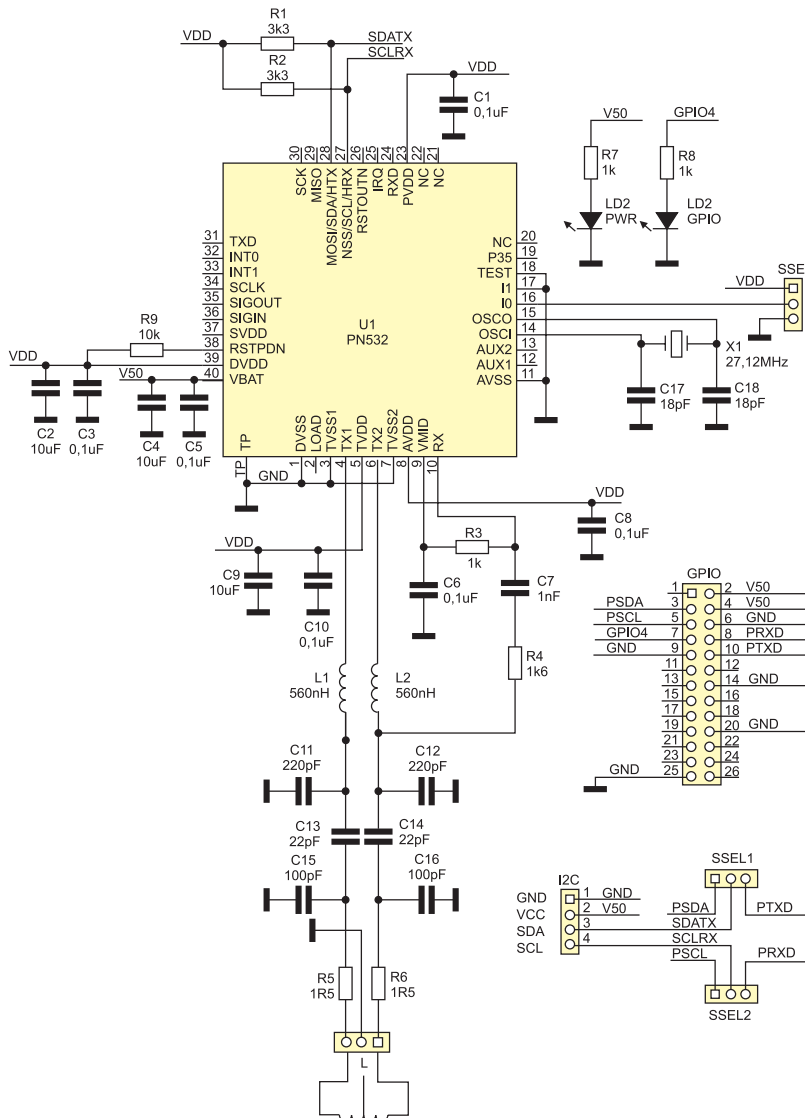 R1
3k3
VDD
SDATX
SCLRX
R2
3k3
VDD
C1
0,1uF
V50
GPIO4
R7
1k
R8
1k
LD2
PWR
LD2
GPIO
30 29 28 27 26 25 24 23 22 21
SCK
MISO
MOSI/SDA/HTX
NSS/SCL/HRX
RSTOUTN
IRQ
RXD
PVDD
NC
NC
31 TXD
32 INT0
33 INT1
34 SCLK
35 SIGOUT
36 SIGIN
37 SVDD
38 RSTPDN
39 DVDD
40 VBAT
U1
PN532
NC 20
P35 19
TEST 18
I1 17
I0 16
OSCO 15
OSCI 14
AUX2 13
AUX1 12
AVSS 11
VDD
SSE
X1
27,12MHz
C17
18pF
C18
18pF
R9
10k
VDD
V50
C2
10uF
C3
0,1uF
C4
10uF
C5
0,1uF
TP
DVSS
LOAD
TVSS1
TX1
TVDD
TX2
TVSS2
AVDD
VMID
RX
TP
1 2 3 4 5 6 7 8 9 10
GND
VDD
C8
0,1uF
VDD
C9
10uF
C10
0,1uF
R3
1k
C6
0,1uF
C7
1nF
R4
1k6
L1
560nH
L2
560nH
C11
220pF
C12
220pF
C13
22pF
C14
22pF
C15
100pF
C16
100pF
R5
1R5
R6
1R5
L
GPIO
1 2 V50
PSDA 3 4 V50
PSCL 5 6 GND
GPIO4 7 8 PRXD
GND 9 10 PTXD
11 12
13 14 GND
15 16
17 18
19 20 GND
21 22
23 24
GND 25 26
I2C
GND 1 GND
VCC 2 V50
SDA 3
SCL 4
SSEL1
PSDA
PTXD
SDATX
SCLRX
PSCL
PRXD
SSEL2